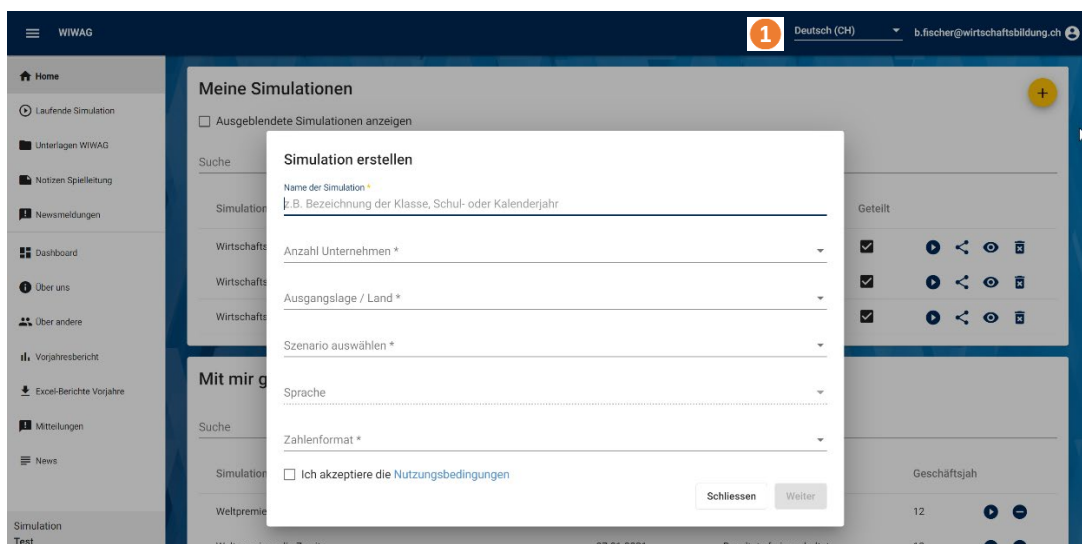 WIWAG
1
Deutsch (CH)
b.fischer@wirtschaftsbildung.ch
Home
Laufende Simulation
Unterlagen WIWAG
Notizen Spielleitung
Newsmeldungen
Dashboard
Über uns
Über andere
Vorjahresbericht
Excel-Berichte Vorjahre
Mitteilungen
News
Simulation
Test
Meine Simulationen
+
Ausgeblendete Simulationen anzeigen
Suche
Simulation
Geteilt
Wirtschafts
Wirtschafts
Wirtschafts
Simulation erstellen
Name der Simulation *
z.B. Bezeichnung der Klasse, Schul- oder Kalenderjahr
Anzahl Unternehmen *
Ausgangslage / Land *
Szenario auswählen *
Sprache
Zahlenformat *
Ich akzeptiere die Nutzungsbedingungen
Schliessen
Weiter
Mit mir g
Suche
Simulation
Geschäftsjah
Weltpremie
12